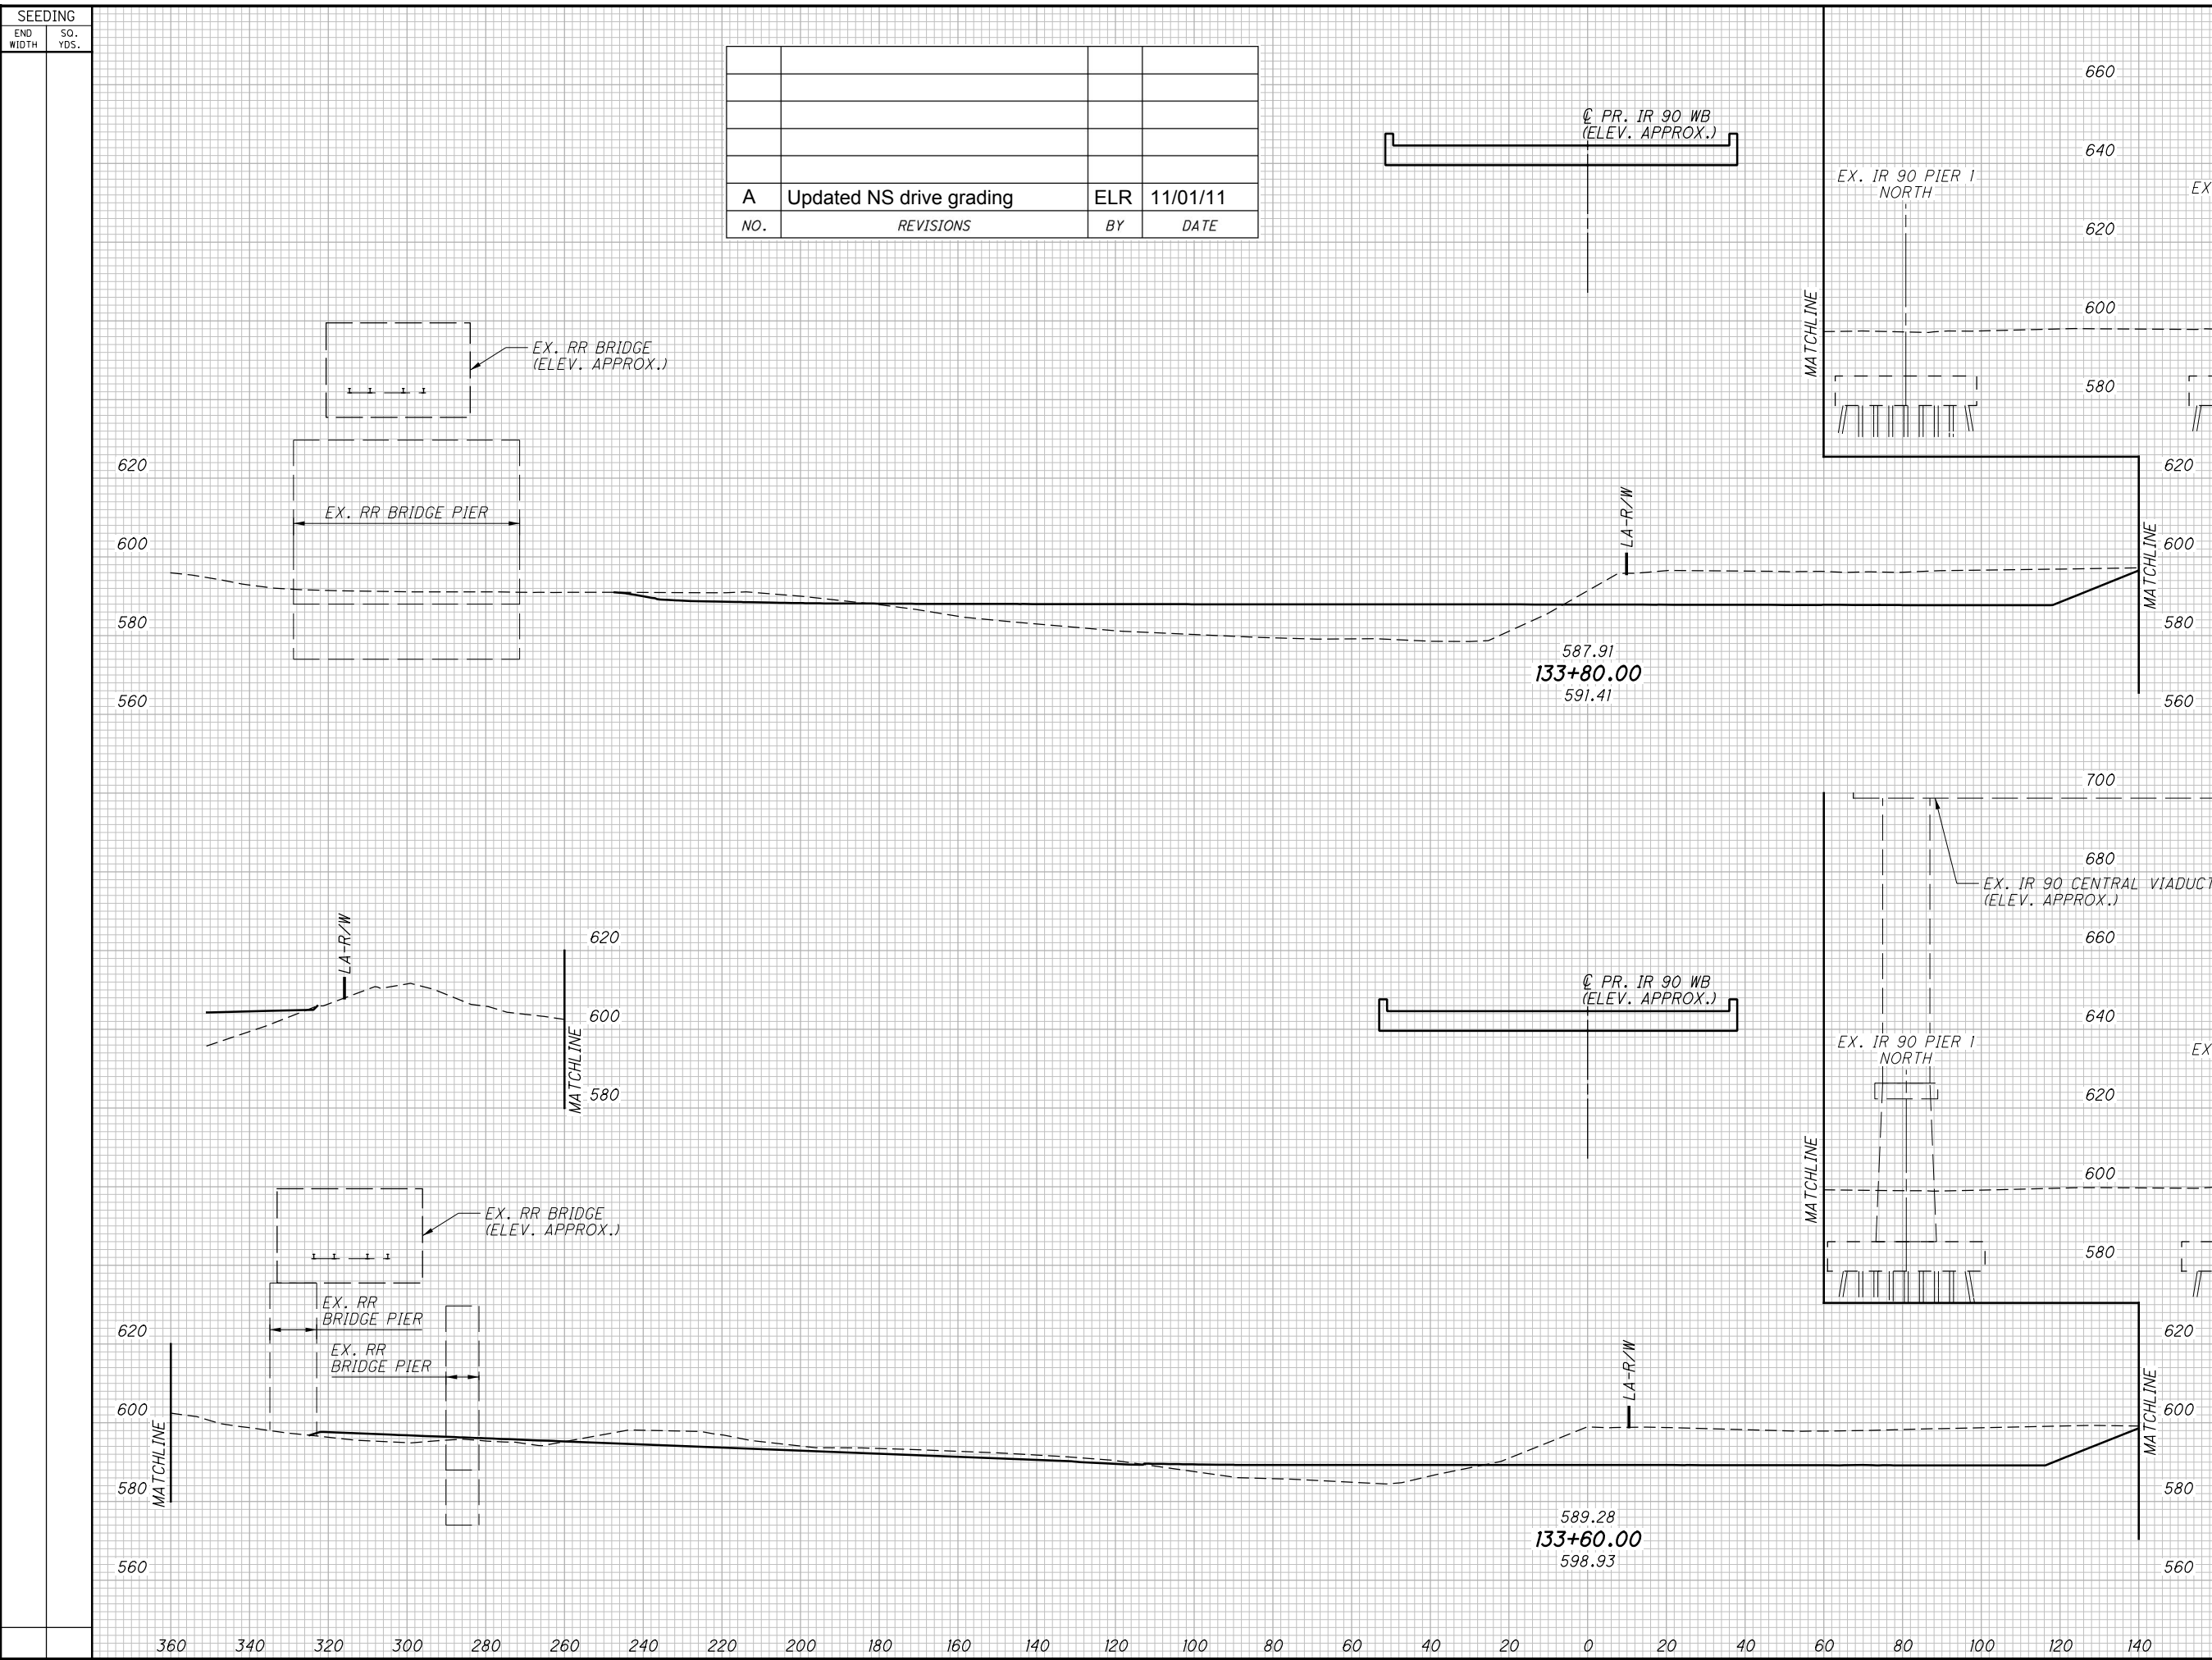 SEEDING
END WIDTH
SQ. YDS.
A Updated NS drive grading ELR 11/01/11
NO. REVISIONS BY DATE
℄ PR. IR 90 WB
(ELEV. APPROX.)
EX. IR 90 PIER 1
NORTH
EX
660
640
620
600
580
MATCHLINE
EX. RR BRIDGE
(ELEV. APPROX.)
EX. RR BRIDGE PIER
620
600
580
560
LA-R/W
MATCHLINE
620
600
580
560
587.91
133+80.00
591.41
700
680
660
640
620
600
580
EX. IR 90 CENTRAL VIADUCT
(ELEV. APPROX.)
LA-R/W
620
600
580
MATCHLINE
℄ PR. IR 90 WB
(ELEV. APPROX.)
EX. IR 90 PIER 1
NORTH
EX
MATCHLINE
EX. RR BRIDGE
(ELEV. APPROX.)
EX. RR
BRIDGE PIER
EX. RR
BRIDGE PIER
620
600
580
560
MATCHLINE
LA-R/W
MATCHLINE
620
600
580
560
589.28
133+60.00
598.93
360 340 320 300 280 260 240 220 200 180 160 140 120 100 80 60 40 20 0 20 40 60 80 100 120 140